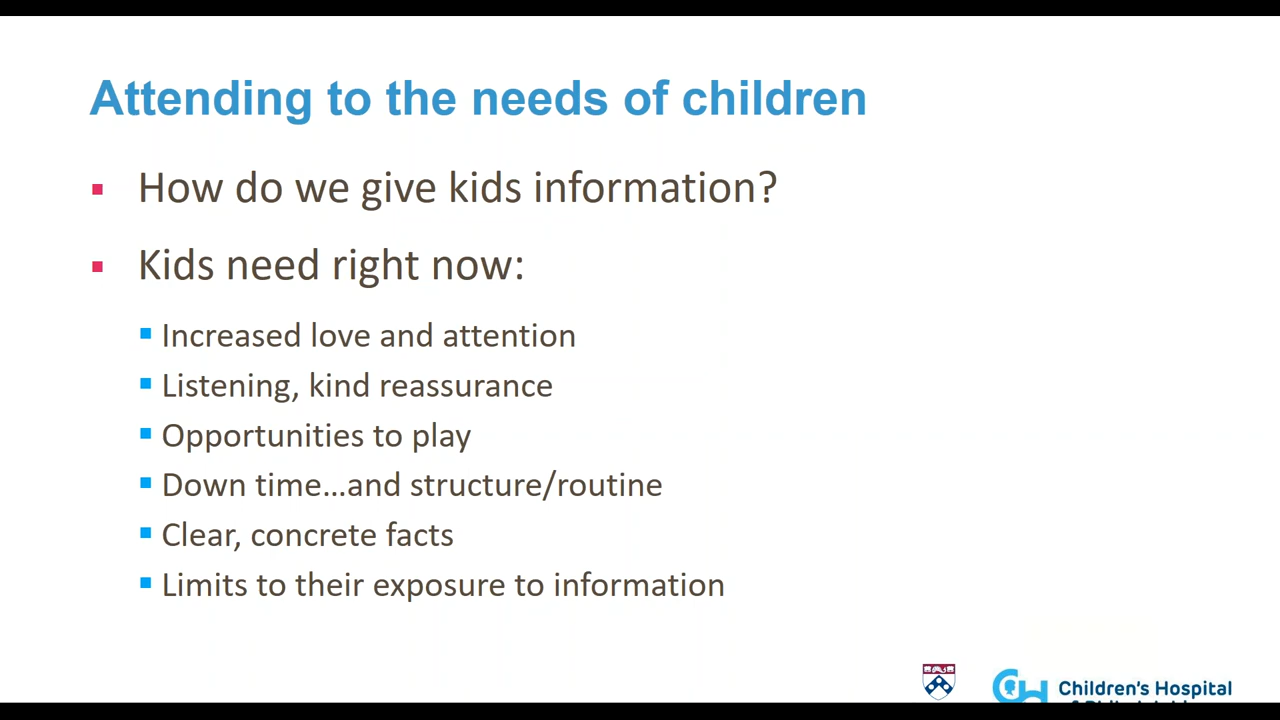 Attending to the needs of children
How do we give kids information?
Kids need right now:
Increased love and attention
Listening, kind reassurance
Opportunities to play
Down time…and structure/routine
Clear, concrete facts
Limits to their exposure to information
Children's Hospital